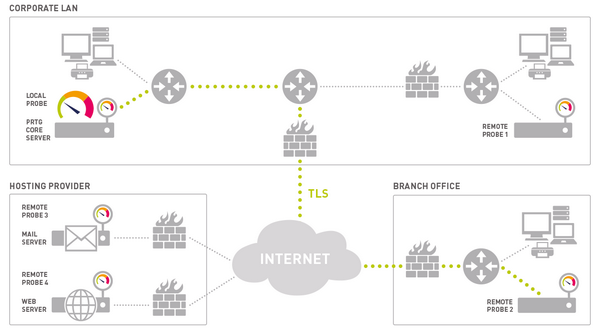 CORPORATE LAN
LOCAL
PROBE
PRTG
CORE
SERVER
REMOTE
PROBE 1
TLS
HOSTING PROVIDER
REMOTE
PROBE 3
MAIL
SERVER
REMOTE
PROBE 4
WEB
SERVER
INTERNET
BRANCH OFFICE
REMOTE
PROBE 2